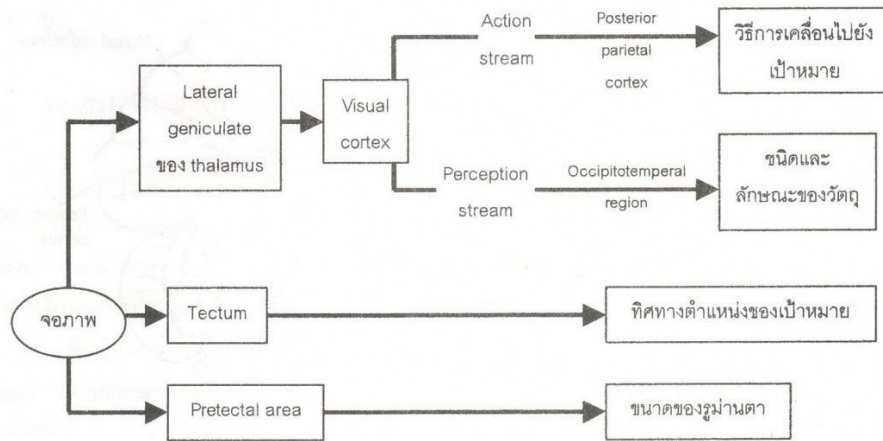 Action
stream
Posterior
parietal
cortex
วิธีการเคลื่อนไปยัง
เป้าหมาย
Lateral
geniculate
ของ thalamus
Visual
cortex
Perception
stream
Occipitotemperal
region
ชนิดและ
ลักษณะของวัตถุ
จอภาพ
Tectum
ทิศทางตำแหน่งของเป้าหมาย
Pretectal area
ขนาดของรูม่านตา